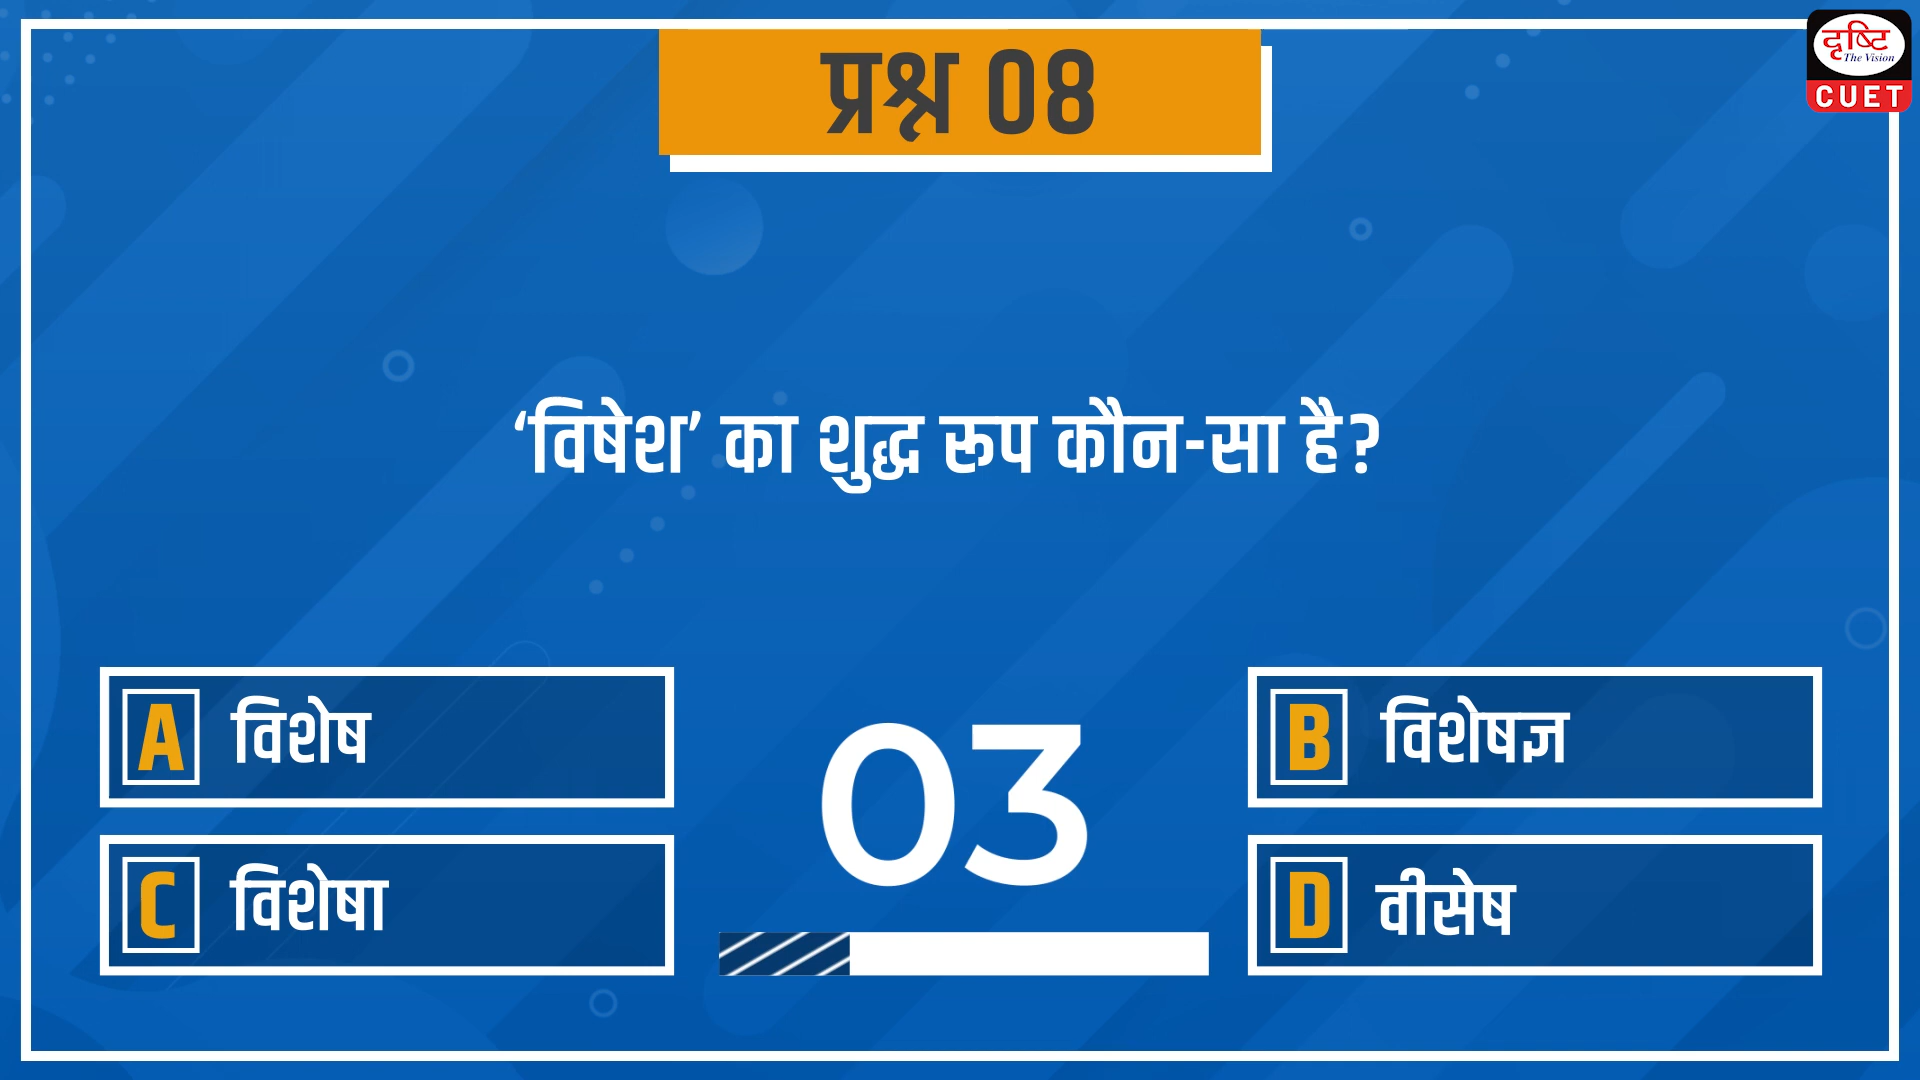 प्रश्न 08
दृष्टि
The Vision
CUET
‘विषेश’ का शुद्ध रूप कौन-सा है?
A विशेष
B विशेषज्ञ
03
C विशेषा
D वीसेष